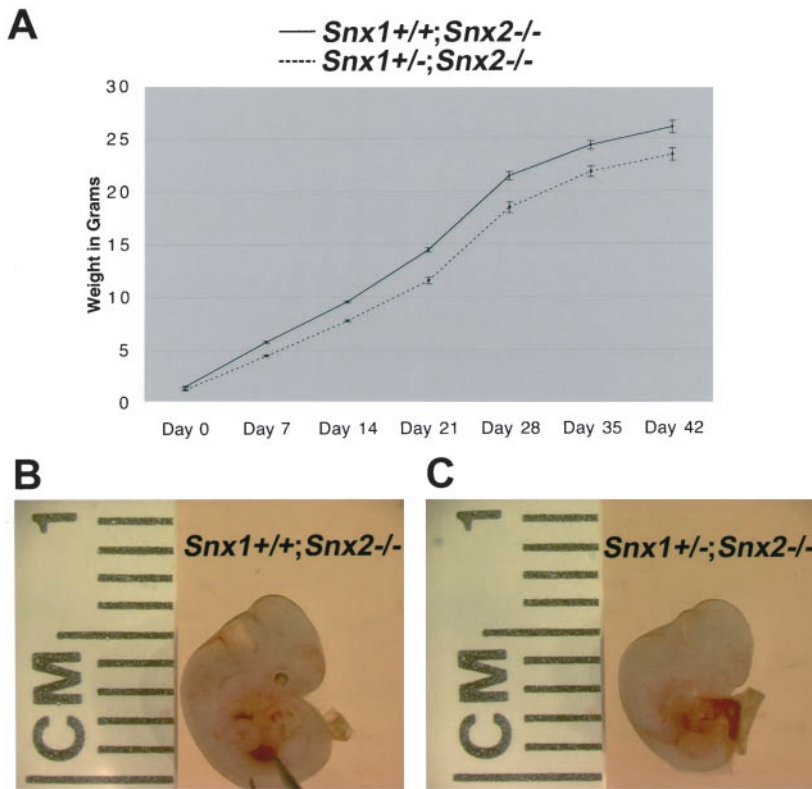 A
Snx1+/+;Snx2-/-
Snx1+/-;Snx2-/-
Weight in Grams
30
25
20
15
10
5
0
Day 0 Day 7 Day 14 Day 21 Day 28 Day 35 Day 42
B
C
1
CM
Snx1+/+;Snx2-/-
1
CM
Snx1+/-;Snx2-/-